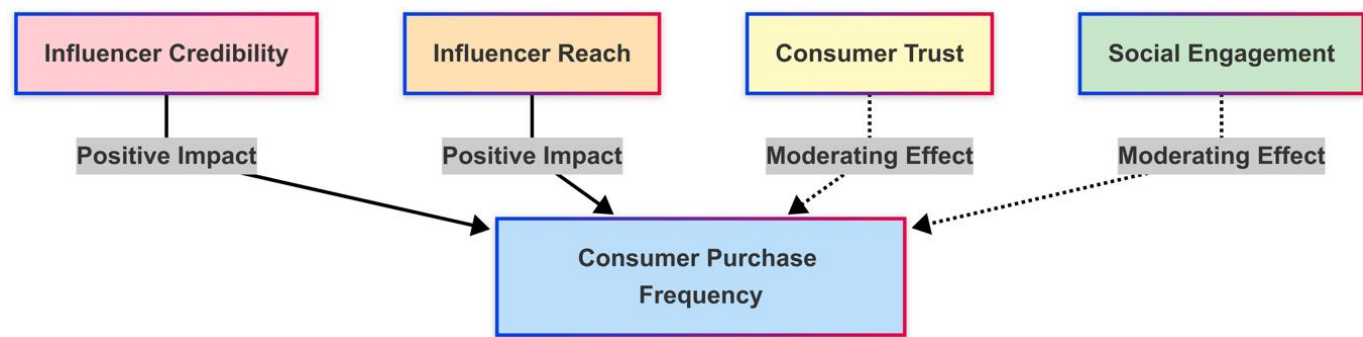 Influencer Credibility
Influencer Reach
Consumer Trust
Social Engagement
Positive Impact
Positive Impact
Moderating Effect
Moderating Effect
Consumer Purchase
Frequency